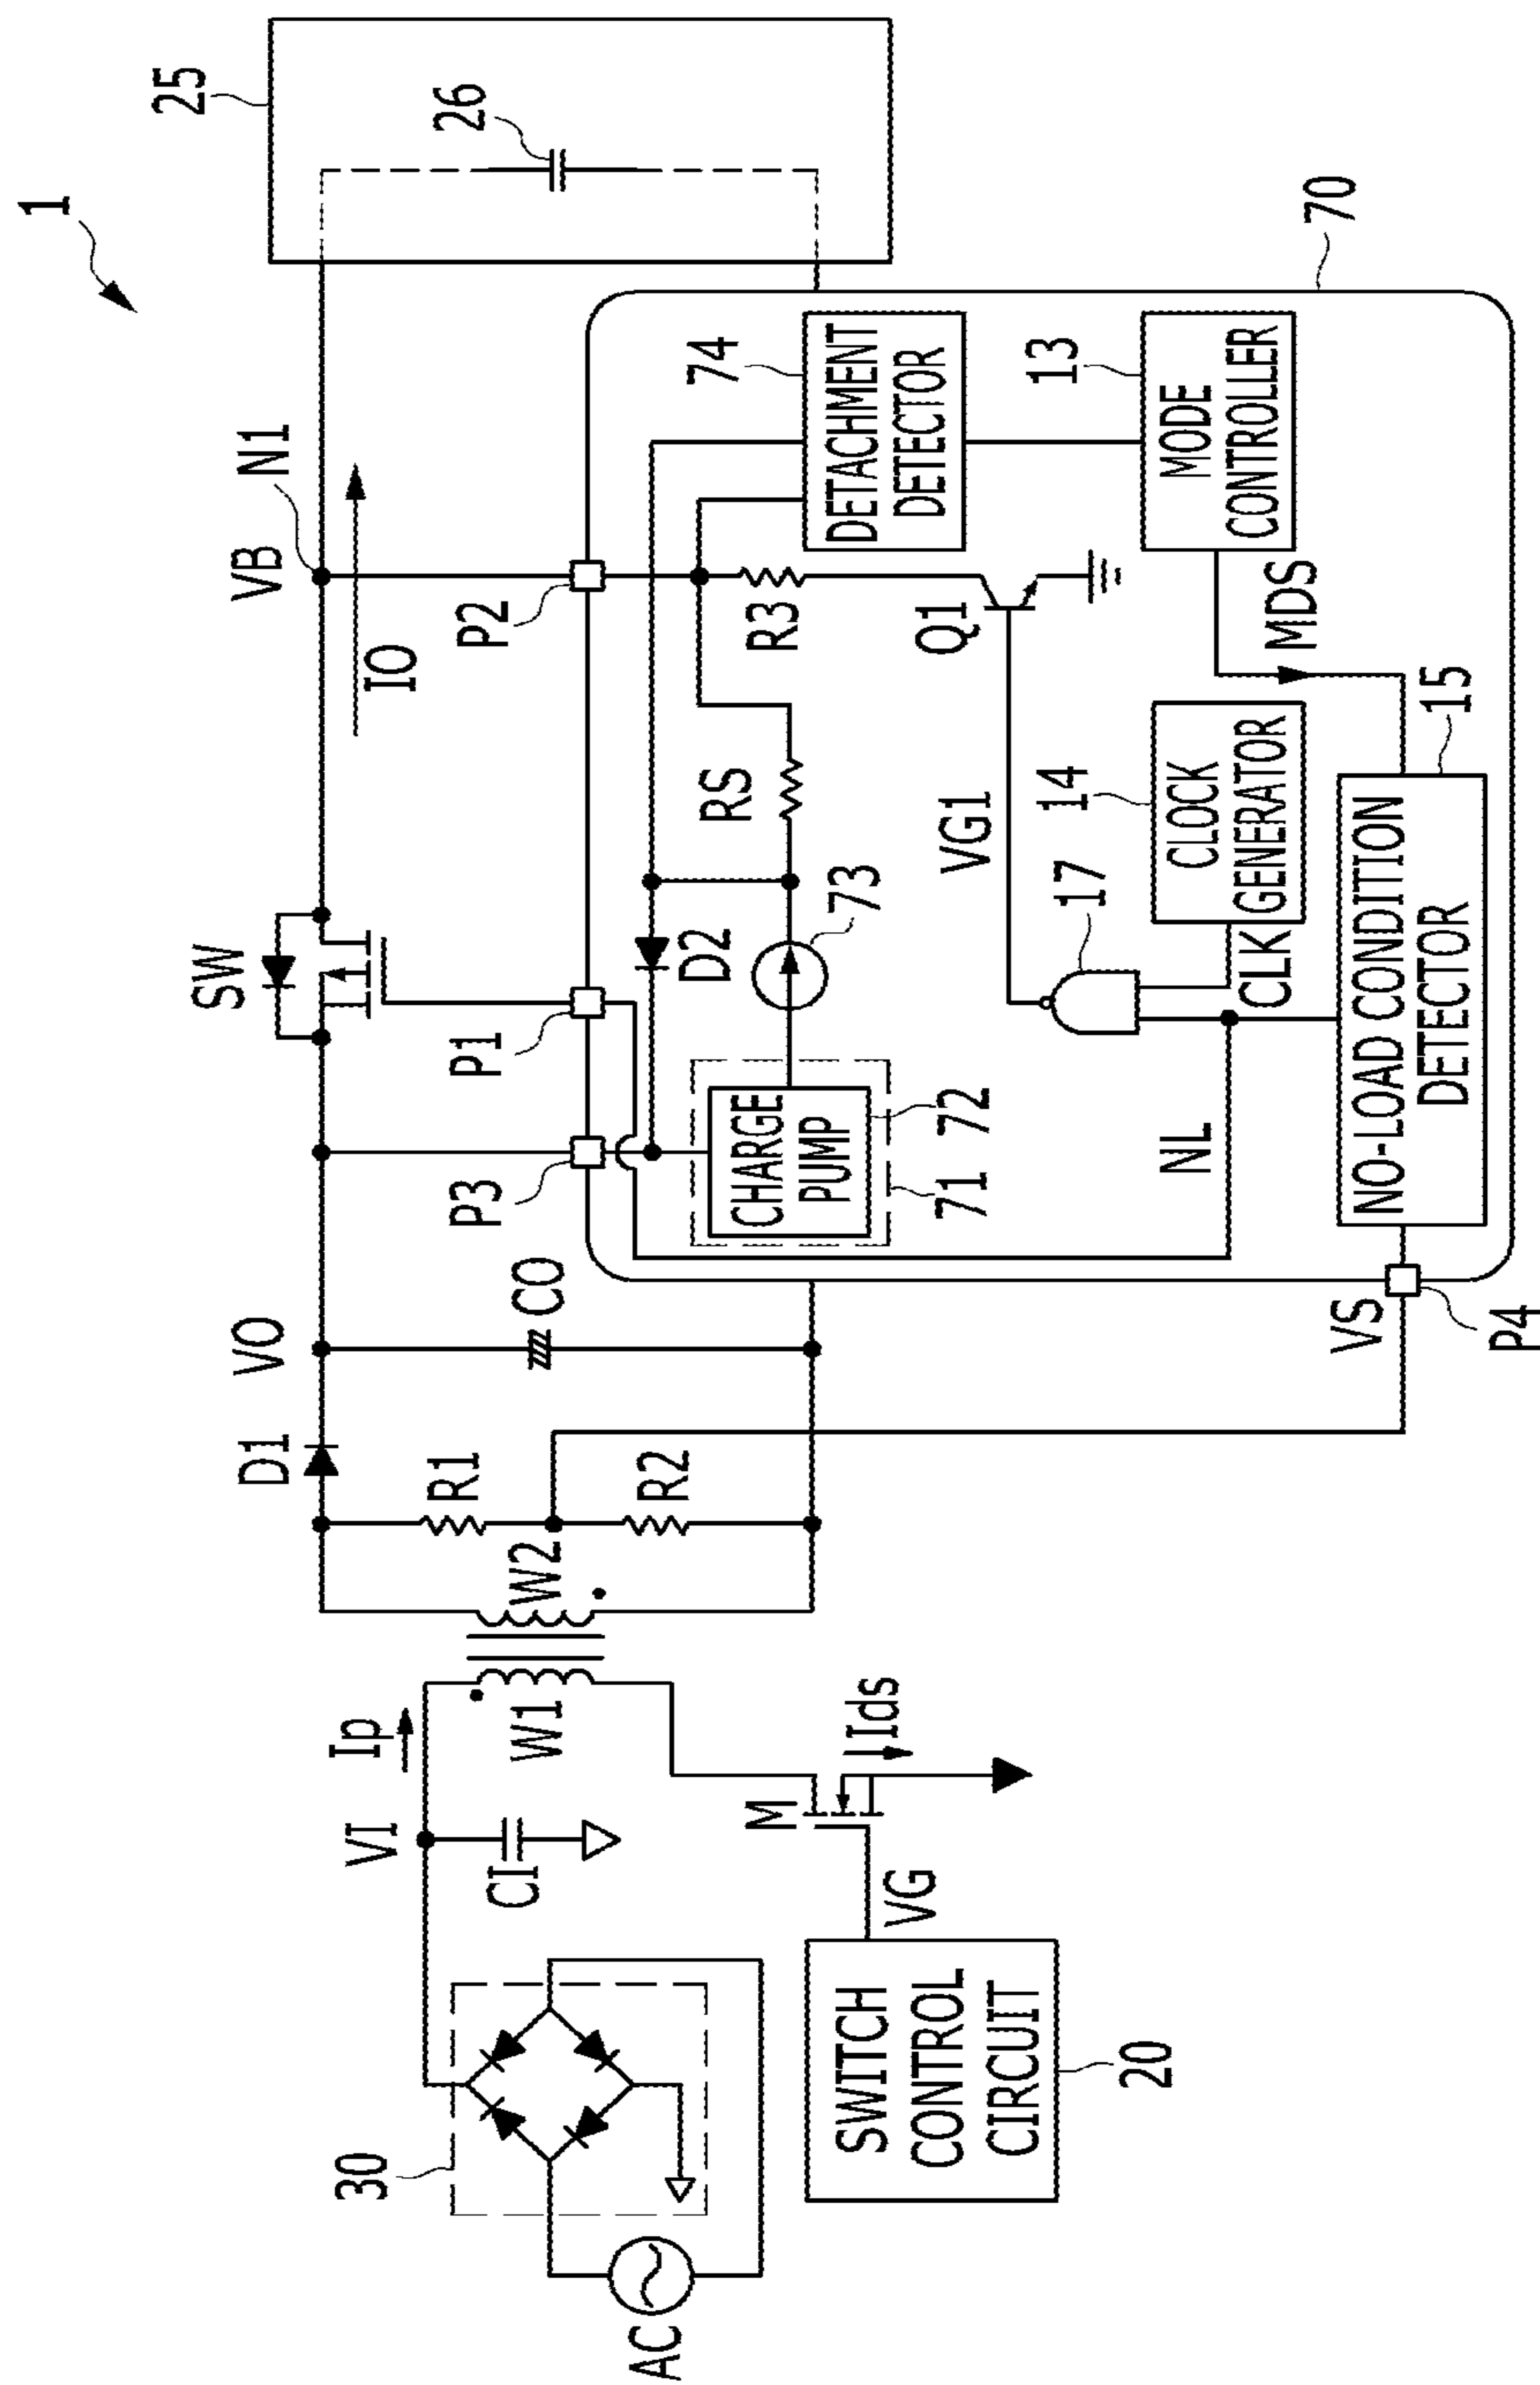 1
25
26
N1
VB
IO
SW
VO
D1
CO
R1
R2
W2
W1
Ip
VI
CI
30
AC
M
Ids
VG
SWITCH
CONTROL
CIRCUIT
20
P3
P1
P2
D2
RS
R3
CHARGE
PUMP
72
71
73
74
DETACHMENT
DETECTOR
70
Q1
VG1
13
MODE
CONTROLLER
MDS
14
CLOCK
GENERATOR
17
CLK
NL
15
NO-LOAD CONDITION
DETECTOR
VS
P4